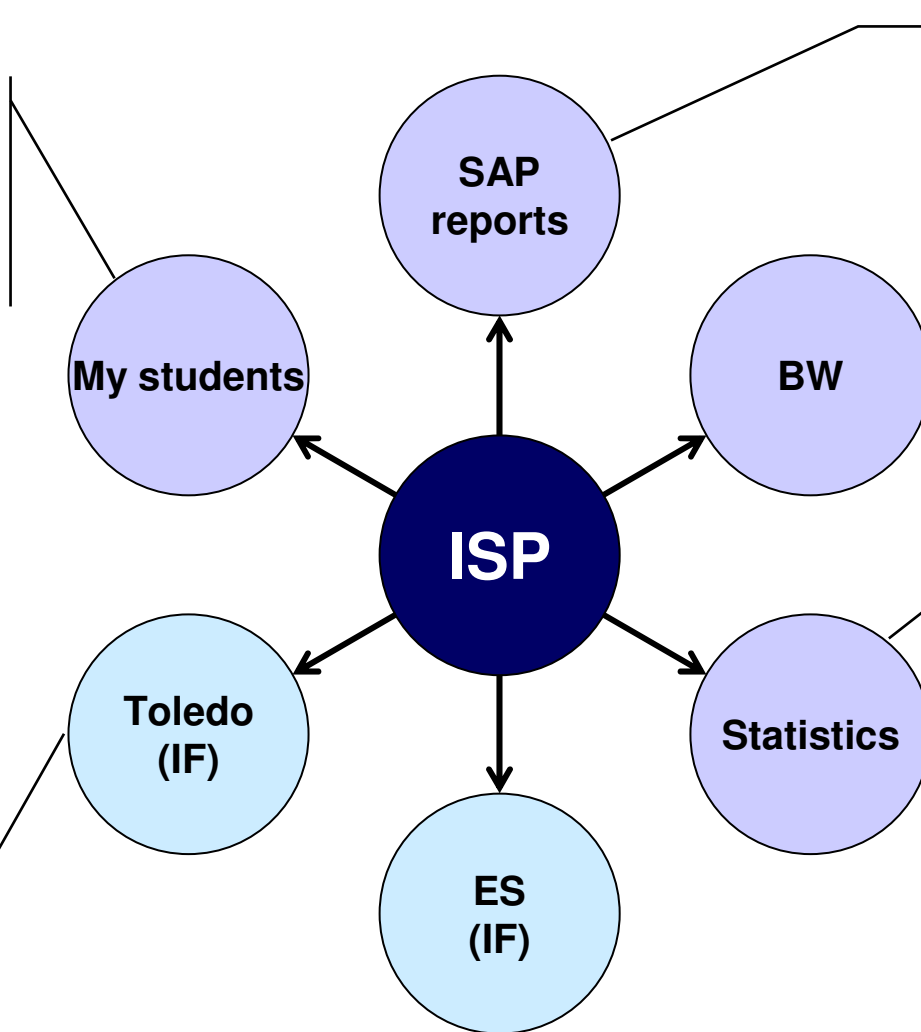 SAP
reports
My students
BW
ISP
Toledo
(IF)
Statistics
ES
(IF)